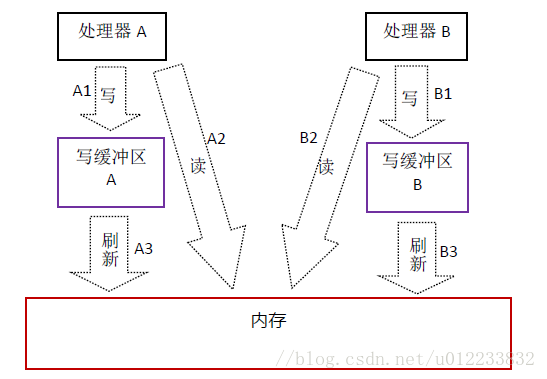 处理器 A
处理器 B
A1
写
写
B1
A2
B2
读
读
写缓冲区
A
写缓冲区
B
刷新
A3
刷新
B3
内存
//blog.csdn.net/u012233832